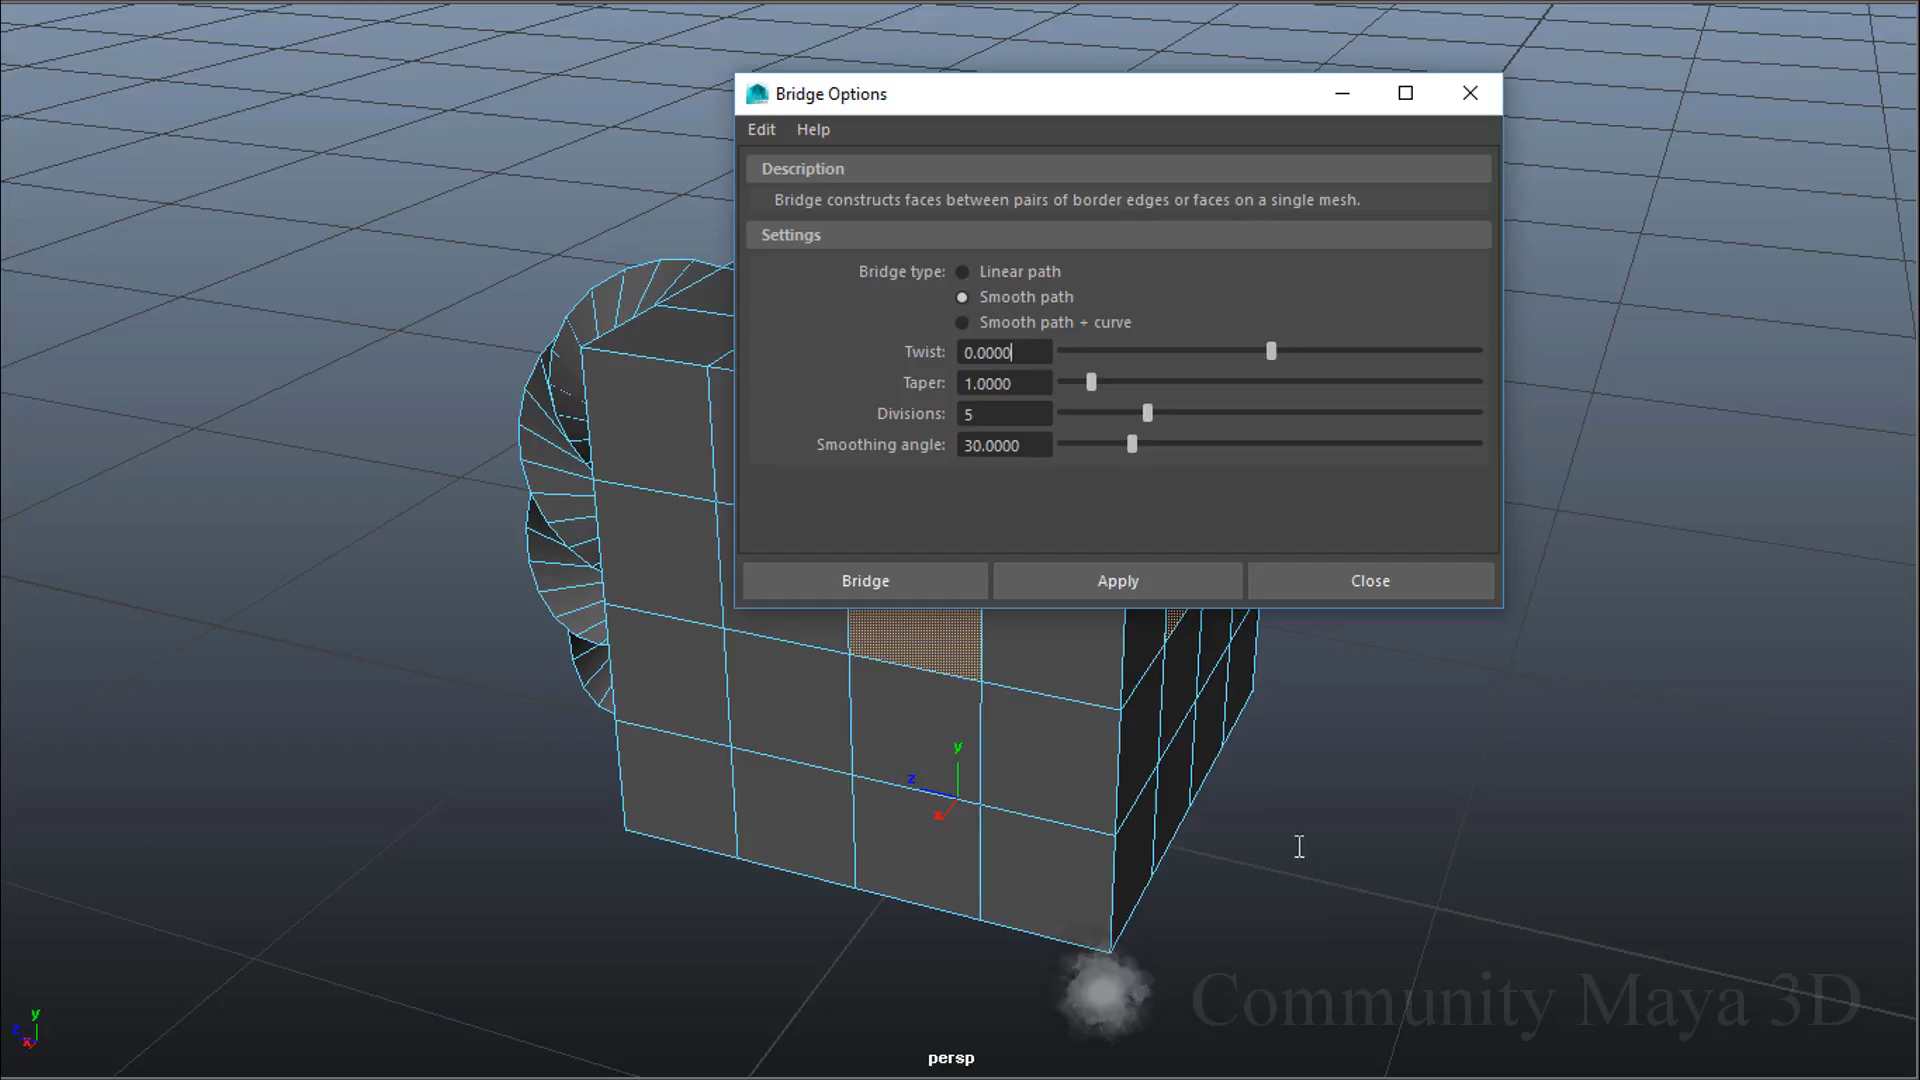 Bridge Options
Edit Help
Description
Bridge constructs faces between pairs of border edges or faces on a single mesh.
Settings
Bridge type: Linear path
Smooth path
Smooth path + curve
Twist: 0.0000
Taper: 1.0000
Divisions: 5
Smoothing angle: 30.0000
Bridge Apply Close
y
z
x
Community Maya 3D
y
z
x
persp